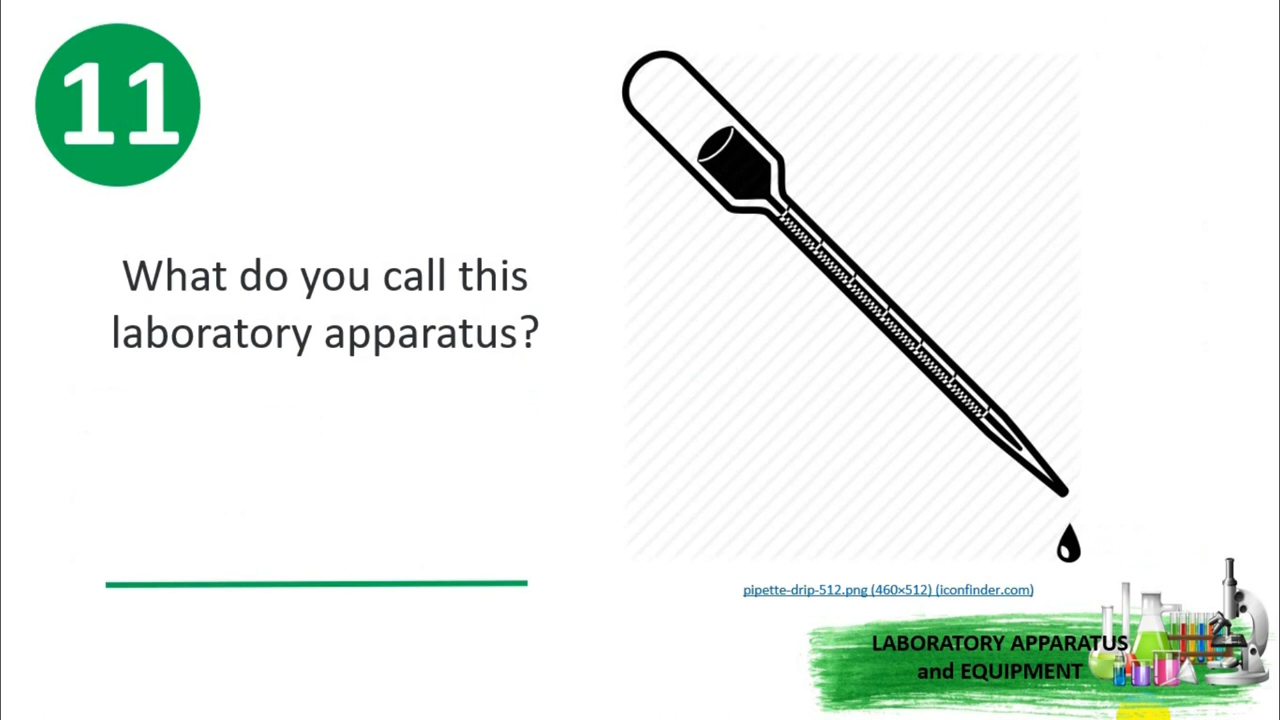 11
What do you call this
laboratory apparatus?
pipette-drip-512.png (460×512) (iconfinder.com)
LABORATORY APPARATUS
and EQUIPMENT